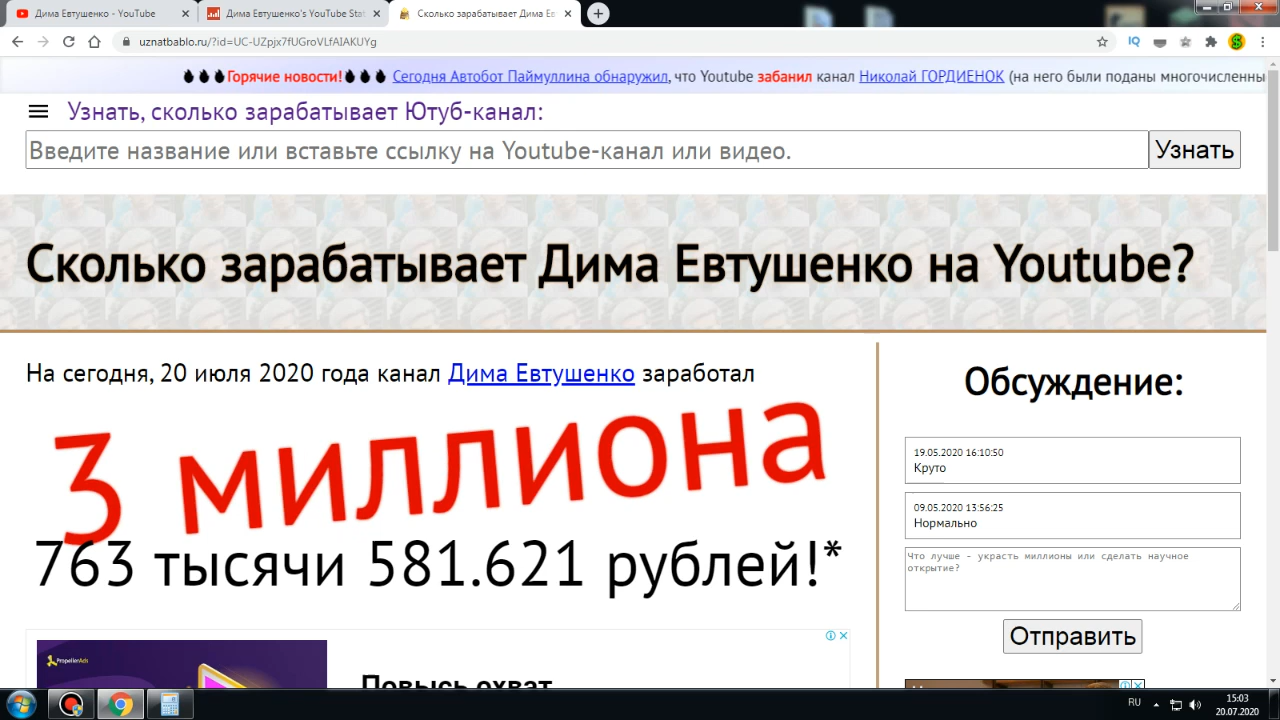 Дима Евтушенко - YouTube
Дима Евтушенко's YouTube Stat
Сколько зарабатывает Дима Ев
uznatbablo.ru/?id=UC-UZpjx7fUGroVLfAIAKUYg
IQ
Горячие новости! Сегодня Автобот Паймуллина обнаружил, что Youtube забанил канал Николай ГОРДИЕНОК (на него были поданы многочисленны
Узнать, сколько зарабатывает Ютуб-канал:
Введите название или вставьте ссылку на Youtube-канал или видео.
Узнать
Сколько зарабатывает Дима Евтушенко на Youtube?
На сегодня, 20 июля 2020 года канал Дима Евтушенко заработал
3 миллиона
763 тысячи 581.621 рублей!*
Обсуждение:
19.05.2020 16:10:50
Круто
09.05.2020 13:56:25
Нормально
Что лучше - украсть миллионы или сделать научное
открытие?
Отправить
PropellerAds
Повысь охват
RU
15:03
20.07.2020